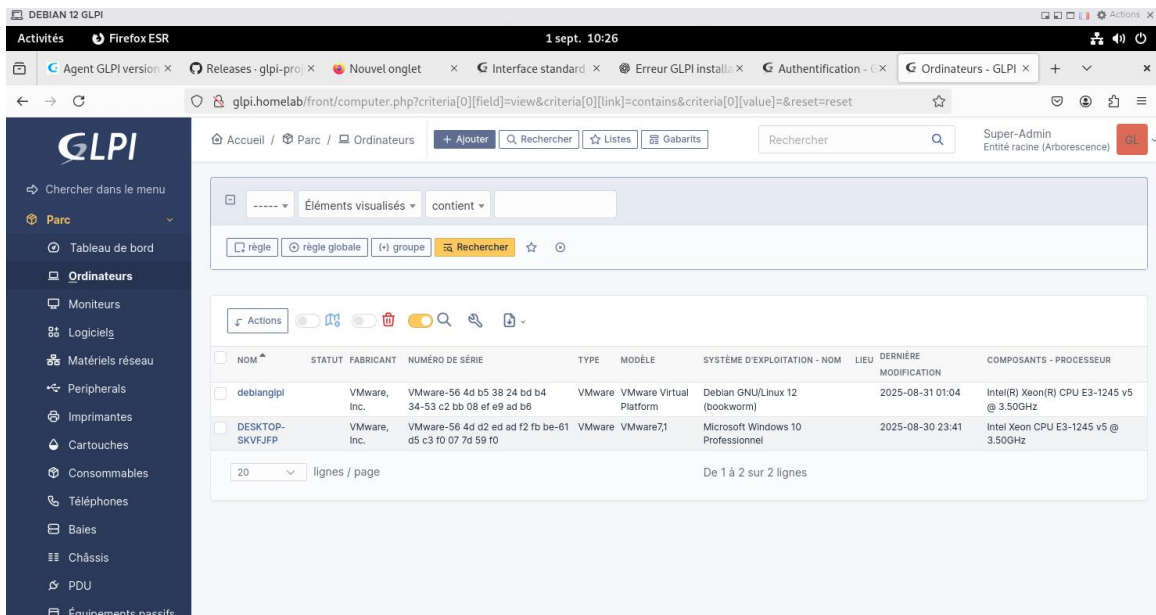 DEBIAN 12 GLPI
Actions
Activités Firefox ESR 1 sept. 10:26
Agent GLPI version Releases · glpi-proj Nouvel onglet Interface standard Erreur GLPI installa Authentification - G Ordinateurs - GLPI
glpi.homelab/front/computer.php?criteria[0][field]=view&criteria[0][link]=contains&criteria[0][value]=&reset=reset
GLPI
Accueil / Parc / Ordinateurs + Ajouter Rechercher Listes Gabarits Rechercher
Super-Admin
Entité racine (Arborescence)
GL
Chercher dans le menu
Parc
Tableau de bord
Ordinateurs
Moniteurs
Logiciels
Matériels réseau
Peripherals
Imprimantes
Cartouches
Consommables
Téléphones
Baies
Châssis
PDU
Équipements passifs
----- Éléments visualisés contient
règle règle globale (+) groupe Rechercher
Actions
NOM STATUT FABRICANT NUMÉRO DE SÉRIE TYPE MODÈLE SYSTÈME D'EXPLOITATION - NOM LIEU DERNIÈRE MODIFICATION COMPOSANTS - PROCESSEUR
debianglpi VMware, VMware-56 4d b5 38 24 bd b4 VMware VMware Virtual Debian GNU/Linux 12 2025-08-31 01:04 Intel(R) Xeon(R) CPU E3-1245 v5
Inc. 34-53 c2 bb 08 ef e9 ad b6 Platform (bookworm) @ 3.50GHz
DESKTOP- VMware, VMware-56 4d d2 ed ad f2 fb be-61 VMware VMware7,1 Microsoft Windows 10 2025-08-30 23:41 Intel Xeon CPU E3-1245 v5 @
SKVFJFP Inc. d5 c3 f0 07 7d 59 f0 Professionnel 3.50GHz
20 lignes / page De 1 à 2 sur 2 lignes